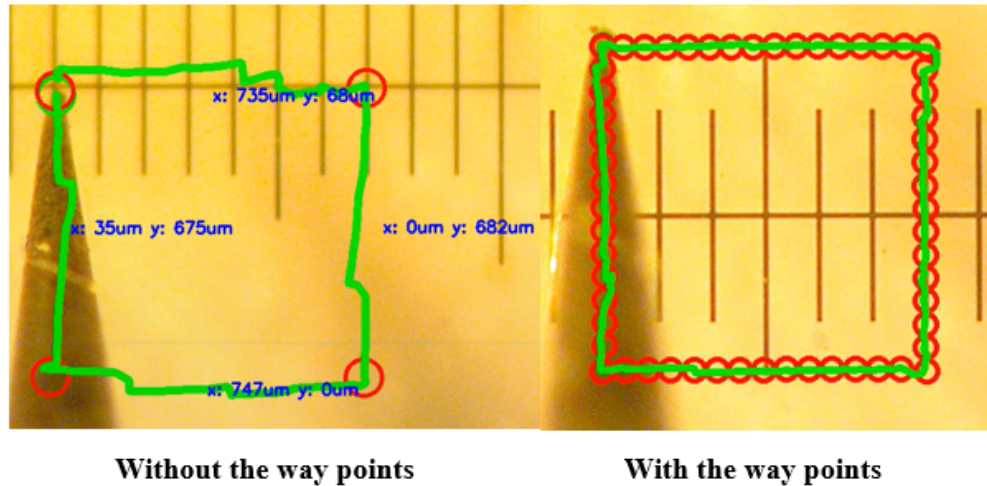 x: 735um y: 68um
x: 35um y: 675um
x: 0um y: 682um
x: 747um y: 0um
Without the way points
With the way points